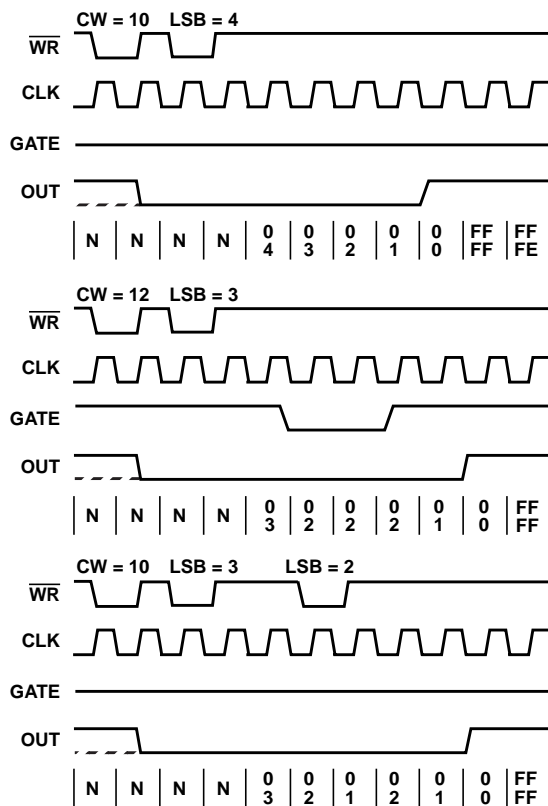 CW = 10 LSB = 4
WR
CLK
GATE
OUT
N N N N 0 0 0 0 0 FF FF
4 3 2 1 0 FF FE
CW = 12 LSB = 3
WR
CLK
GATE
OUT
N N N N 0 0 0 0 0 0 FF
3 2 2 2 1 0 FF
CW = 10 LSB = 3 LSB = 2
WR
CLK
GATE
OUT
N N N N 0 0 0 0 0 0 FF
3 2 1 2 1 0 FF